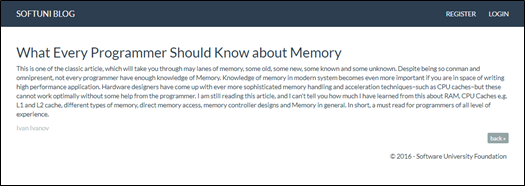 SOFTUNI BLOG
REGISTER LOGIN
What Every Programmer Should Know about Memory
This is one of the classic article, which will take you through may lanes of memory, some old, some new, some known and some unknown. Despite being so conman and
omnipresent, not every programmer have enough knowledge of Memory. Knowledge of memory in modern system becomes even more important if you are in space of writing
high performance application. Hardware designers have come up with ever more sophisticated memory handling and acceleration techniques–such as CPU caches–but these
cannot work optimally without some help from the programmer. I am still reading this article, and I can't tell you how much I have learned from this about RAM, CPU Caches e.g.
L1 and L2 cache, different types of memory, direct memory access, memory controller designs and Memory in general. In short, a must read for programmers of all level of
experience.
Ivan Ivanov
back »
© 2016 - Software University Foundation